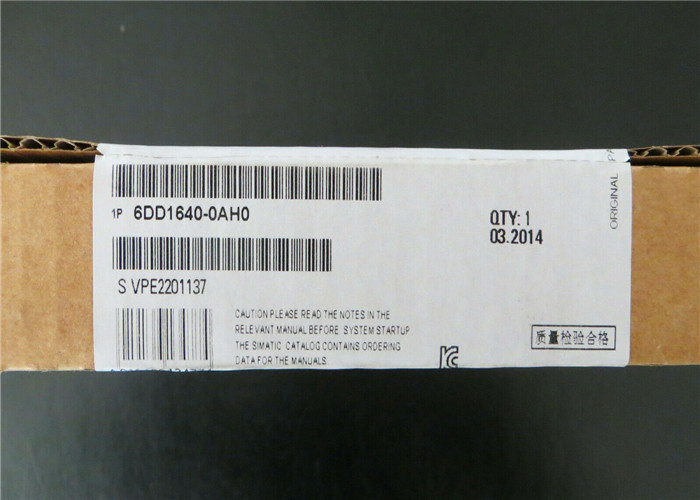 1P 6DD1640-0AH0
QTY: 1
03.2014
S VPE2201137
CAUTION PLEASE READ THE NOTES IN THE
RELEVANT MANUAL BEFORE SYSTEM STARTUP
THE SIMATIC CATALOG CONTAINS ORDERING
DATA FOR THE MANUALS
质量检验合格
ORIGINAL